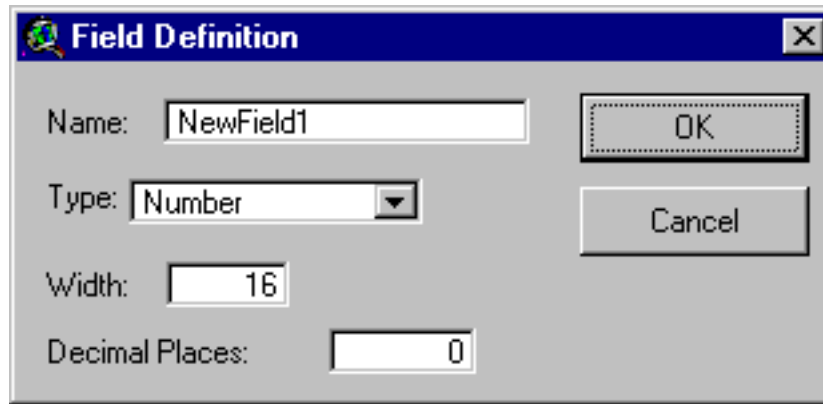 Field Definition
Name: NewField1
OK
Type: Number
Cancel
Width: 16
Decimal Places: 0